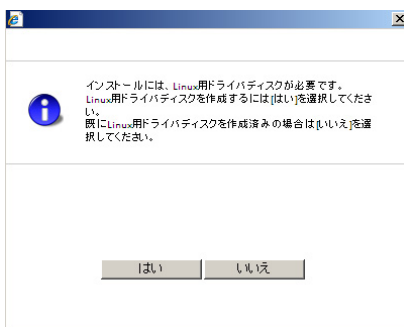 インストールには、Linux用ドライバディスクが必要です。
Linux用ドライバディスクを作成するには[はい]を選択してくださ
い。
既にLinux用ドライバディスクを作成済みの場合は[いいえ]を選
択してください。
はい
いいえ